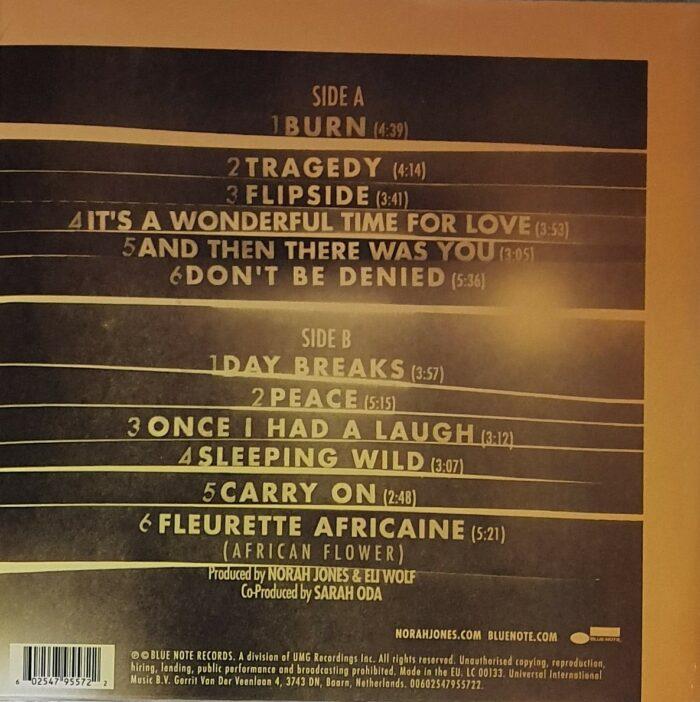 SIDE A
1 BURN (4:39)
2 TRAGEDY (4:14)
3 FLIPSIDE (3:41)
4 IT'S A WONDERFUL TIME FOR LOVE (3:53)
5 AND THEN THERE WAS YOU (3:05)
6 DON'T BE DENIED (5:36)
SIDE B
1 DAY BREAKS (3:57)
2 PEACE (5:15)
3 ONCE I HAD A LAUGH (3:12)
4 SLEEPING WILD (3:07)
5 CARRY ON (2:48)
6 FLEURETTE AFRICAINE (5:21)
(AFRICAN FLOWER)
Produced by NORAH JONES & ELI WOLF
Co-Produced by SARAH ODA
NORAHJONES.COM BLUENOTE.COM BLUE NOTE
℗ © BLUE NOTE RECORDS. A division of UMG Recordings Inc. All rights reserved. Unauthorised copying, reproduction,
hiring, lending, public performance and broadcasting prohibited. Made in the EU. LC 00133. Universal International
Music B.V. Gerrit Van Der Veenlaan 4, 3743 DN, Baarn, Netherlands. 00602547955722.
6 02547 95572 2